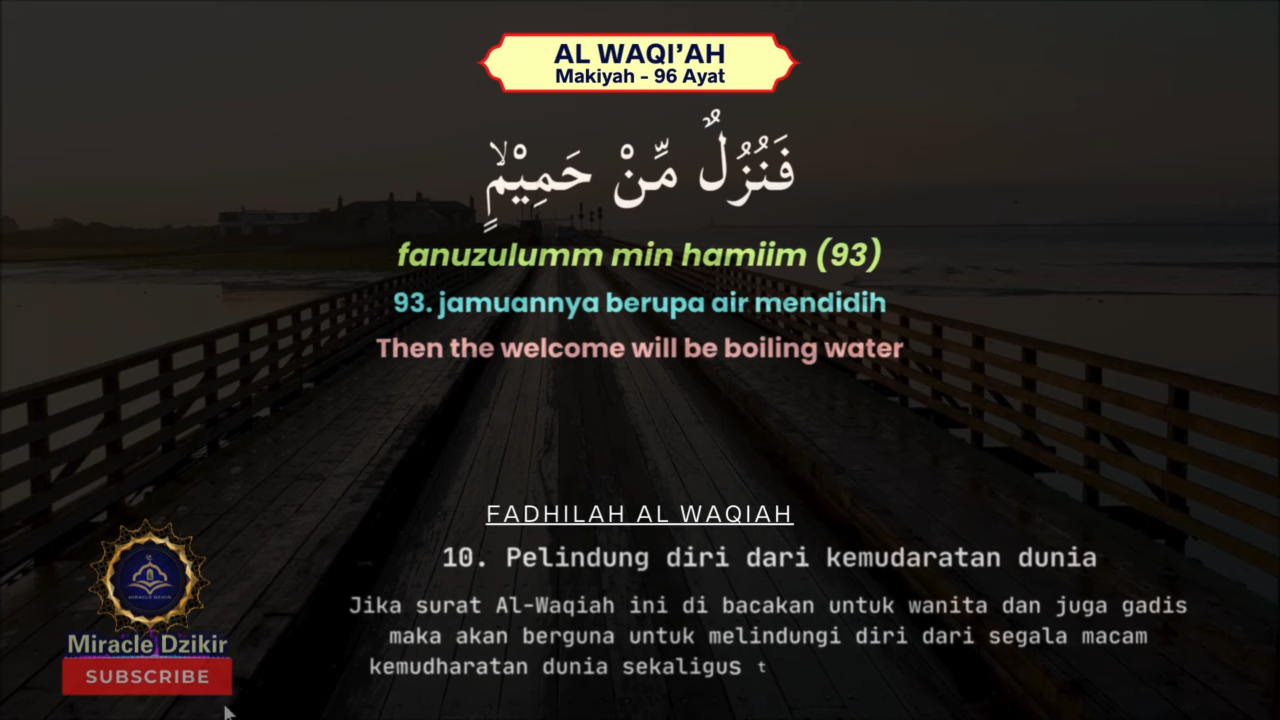 AL WAQI’AH
Makiyah - 96 Ayat
فَنُزُلٌ مِّنْ حَمِيْمٍۙ
fanuzulumm min hamiim (93)
93. jamuannya berupa air mendidih
Then the welcome will be boiling water
FADHILAH AL WAQIAH
10. Pelindung diri dari kemudaratan dunia
Jika surat Al-Waqiah ini di bacakan untuk wanita dan juga gadis
maka akan berguna untuk melindungi diri dari segala macam
kemudharatan dunia sekaligus t
MIRACLE DZIKIR
Miracle Dzikir
SUBSCRIBE